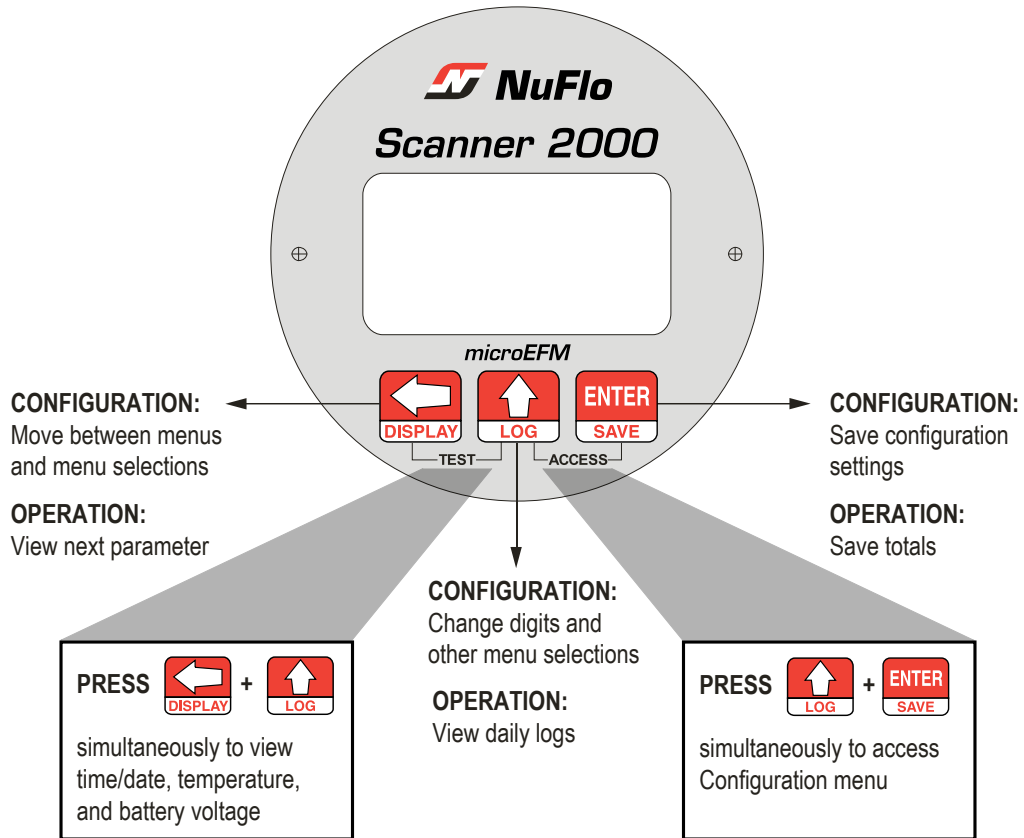 NuFlo
Scanner 2000
microEFM
ENTER
DISPLAY
LOG
SAVE
TEST
ACCESS
CONFIGURATION:
Move between menus
and menu selections
OPERATION:
View next parameter
CONFIGURATION:
Change digits and
other menu selections
OPERATION:
View daily logs
CONFIGURATION:
Save configuration
settings
OPERATION:
Save totals
PRESS DISPLAY + LOG
simultaneously to view
time/date, temperature,
and battery voltage
PRESS LOG + ENTER SAVE
simultaneously to access
Configuration menu